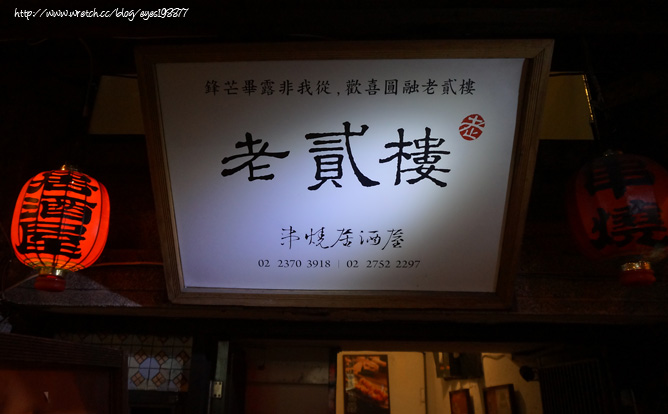 http://www.wretch.cc/blog/eyes198877
鋒芒畢露非我從,歡喜圓融老貳樓
老貳樓
老
串燒居酒屋
02 2370 3918 | 02 2752 2297
居酒屋
串燒